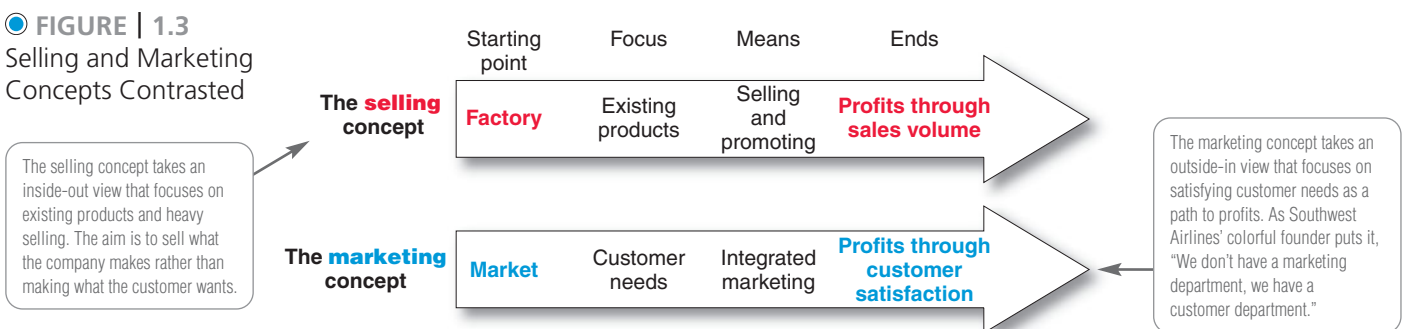 FIGURE | 1.3
Selling and Marketing
Concepts Contrasted
The selling concept takes an
inside-out view that focuses on
existing products and heavy
selling. The aim is to sell what
the company makes rather than
making what the customer wants.
Starting
point
Focus
Means
Ends
The selling
concept
Factory
Existing
products
Selling
and
promoting
Profits through
sales volume
The marketing
concept
Market
Customer
needs
Integrated
marketing
Profits through
customer
satisfaction
The marketing concept takes an
outside-in view that focuses on
satisfying customer needs as a
path to profits. As Southwest
Airlines’ colorful founder puts it,
“We don’t have a marketing
department, we have a
customer department.”